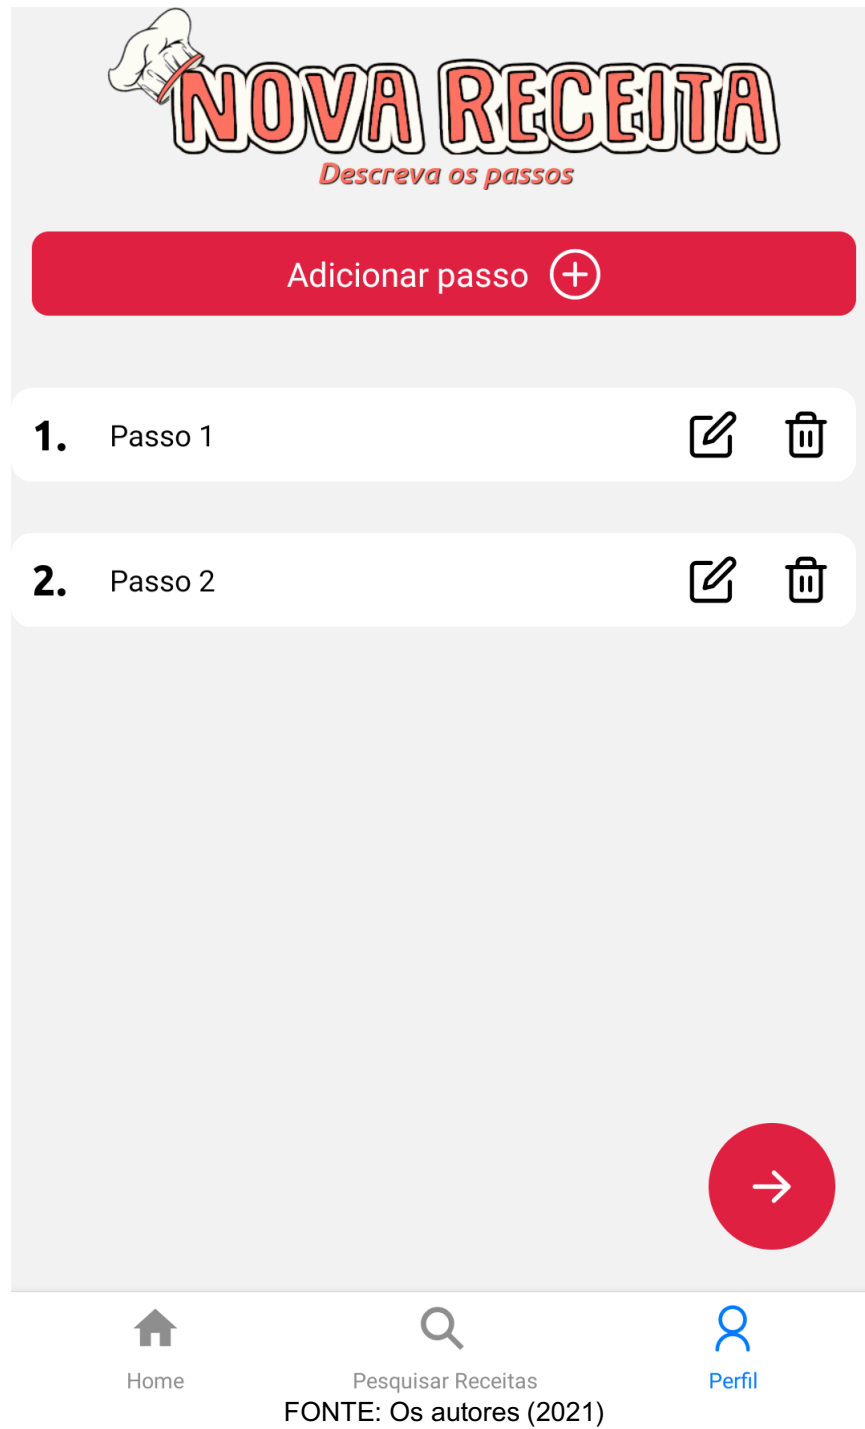 NOVA RECEITA
Descreva os passos
Adicionar passo
1. Passo 1
2. Passo 2
Home Pesquisar Receitas Perfil
FONTE: Os autores (2021)